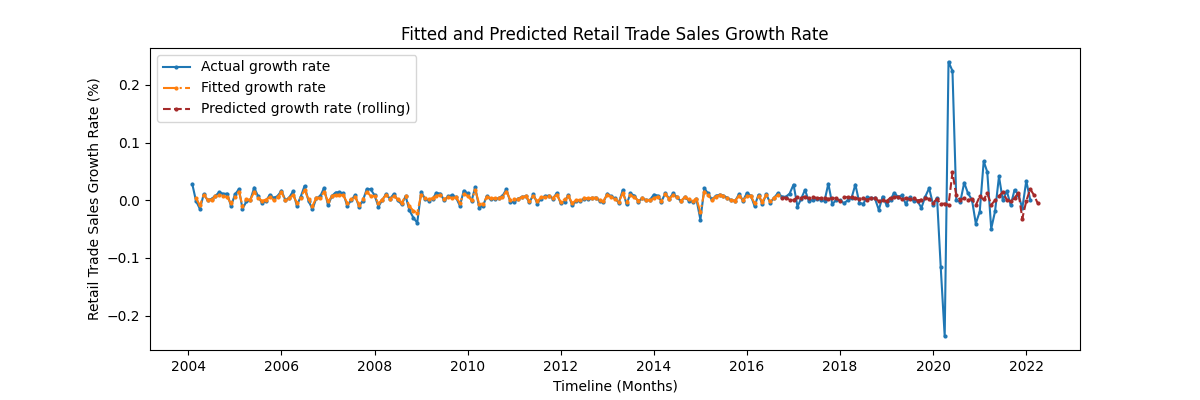 Fitted and Predicted Retail Trade Sales Growth Rate
Actual growth rate
Fitted growth rate
Predicted growth rate (rolling)
Retail Trade Sales Growth Rate (%)
0.2
0.1
0.0
−0.1
−0.2
2004 2006 2008 2010 2012 2014 2016 2018 2020 2022
Timeline (Months)